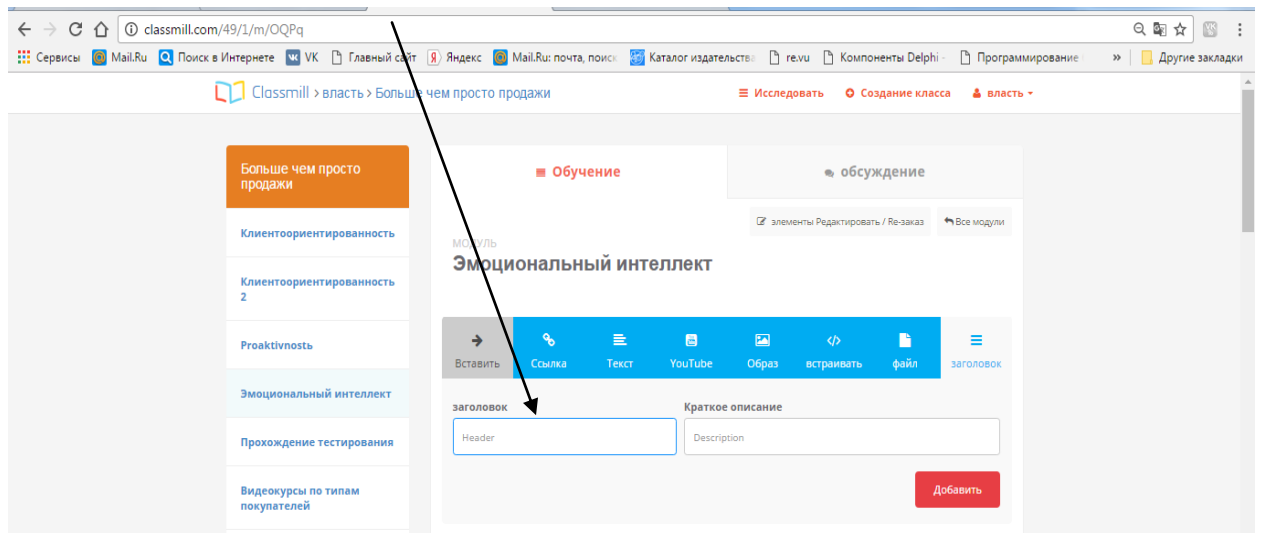 classmill.com/49/1/m/OQPq
Сервисы Mail.Ru Поиск в Интернете VK Главный сайт Яндекс Mail.Ru: почта, поиск Каталог издательства re.vu Компоненты Delphi - Программирование » Другие закладки
Classmill > власть > Больше чем просто продажи Исследовать Создание класса власть
Больше чем просто
продажи
Клиентоориентированность
Клиентоориентированность
2
Proaktivnostь
Эмоциональный интеллект
Прохождение тестирования
Видеокурсы по типам
покупателей
Обучение обсуждение
элементы Редактировать / Re-заказ Все модули
МОДУЛЬ
Эмоциональный интеллект
Вставить Ссылка Текст YouTube Образ встраивать файл заголовок
заголовок Краткое описание
Header Description
Добавить